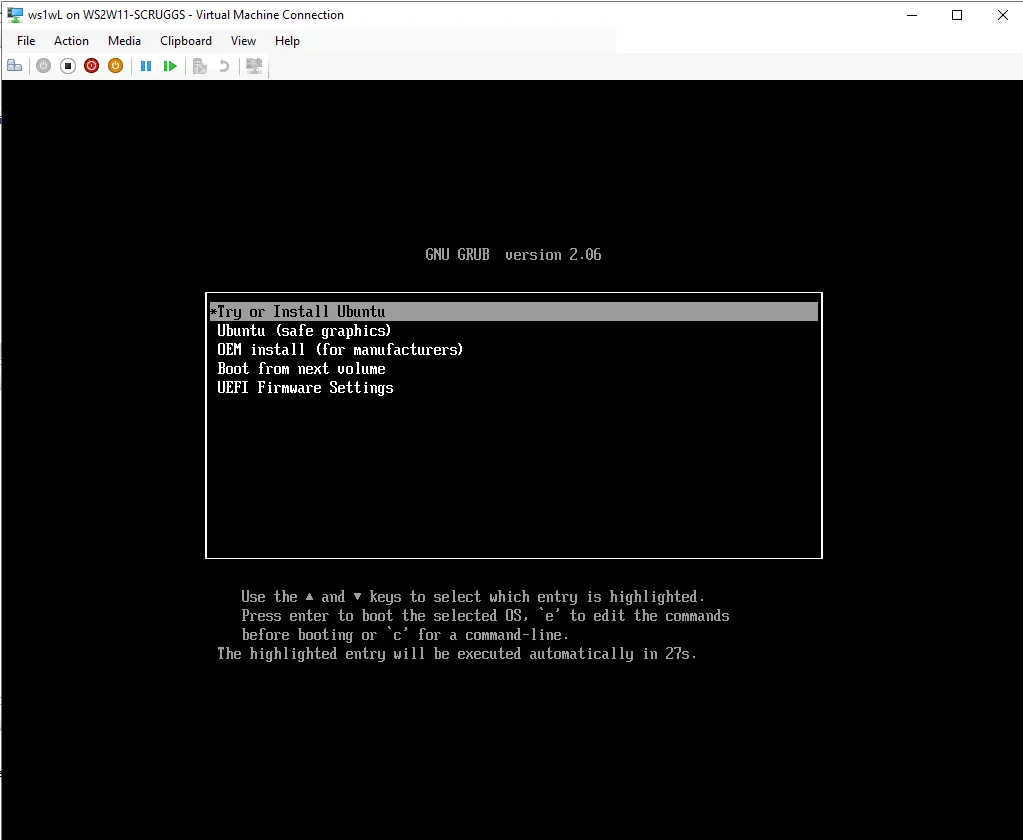 ws1wL on WS2W11-SCRUGGS - Virtual Machine Connection
File Action Media Clipboard View Help
GNU GRUB version 2.06
*Try or Install Ubuntu
Ubuntu (safe graphics)
OEM install (for manufacturers)
Boot from next volume
UEFI Firmware Settings
Use the ▲ and ▼ keys to select which entry is highlighted.
Press enter to boot the selected OS, `e' to edit the commands
before booting or `c' for a command-line.
The highlighted entry will be executed automatically in 27s.